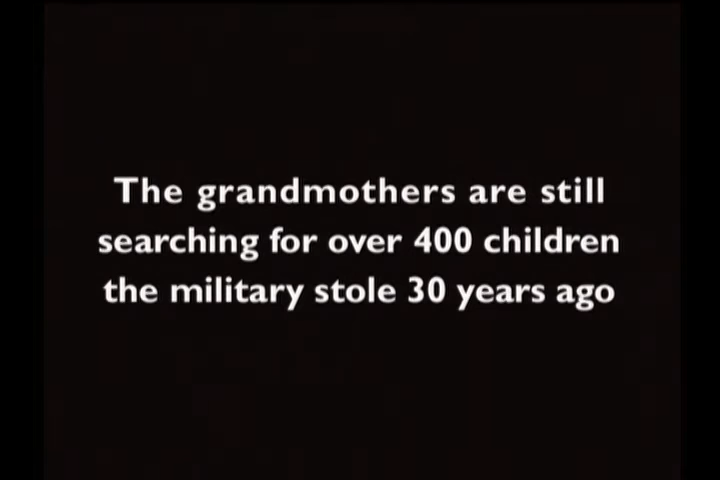 The grandmothers are still
searching for over 400 children
the military stole 30 years ago